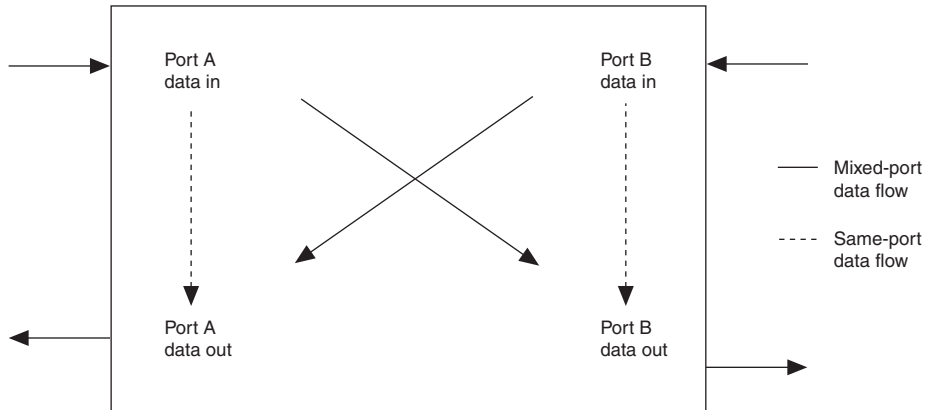 Port A
data in
Port B
data in
Mixed-port
data flow
Same-port
data flow
Port A
data out
Port B
data out